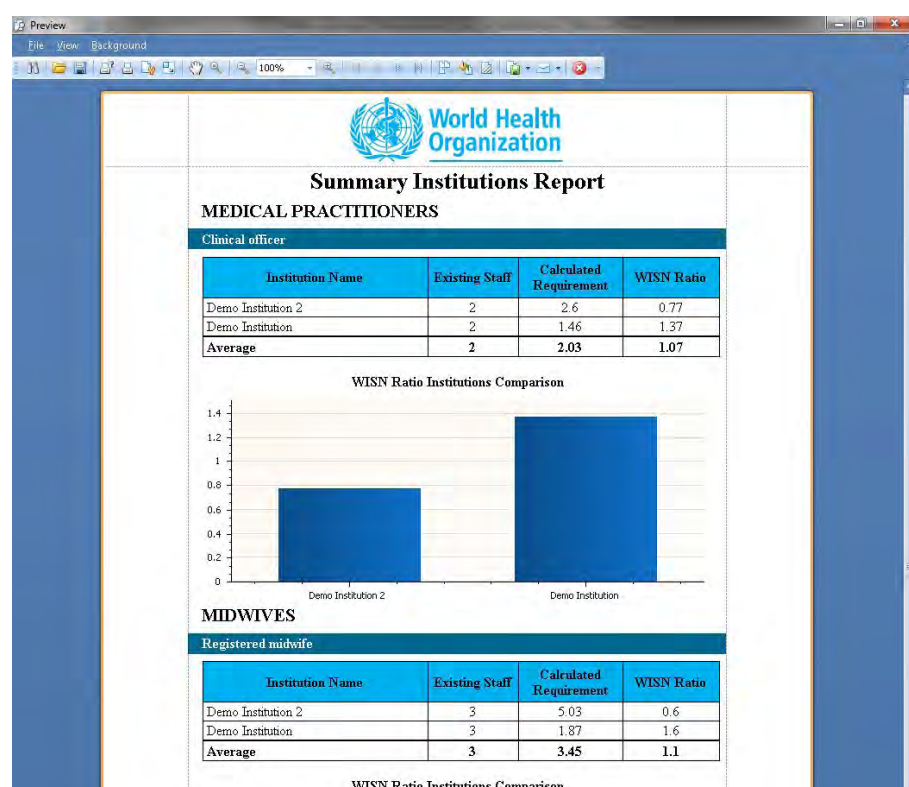 Preview
File View Background
100%
World Health
Organization
Summary Institutions Report
MEDICAL PRACTITIONERS
Clinical officer
Institution Name Existing Staff Calculated Requirement WISN Ratio
Demo Institution 2 2 2.6 0.77
Demo Institution 2 1.46 1.37
Average 2 2.03 1.07
WISN Ratio Institutions Comparison
1.4
1.2
1
0.8
0.6
0.4
0.2
0
Demo Institution 2 Demo Institution
MIDWIVES
Registered midwife
Institution Name Existing Staff Calculated Requirement WISN Ratio
Demo Institution 2 3 5.03 0.6
Demo Institution 3 1.87 1.6
Average 3 3.45 1.1
WISN Ratio Institutions Comparison